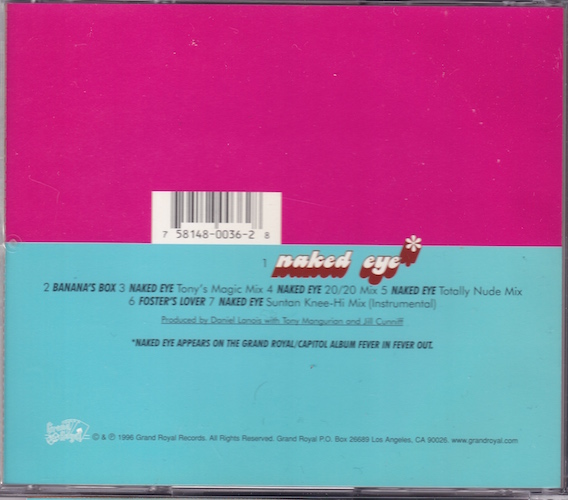 7 58148-0036-2 8
1 naked eye*
2 BANANA'S BOX 3 NAKED EYE Tony's Magic Mix 4 NAKED EYE 20/20 Mix 5 NAKED EYE Totally Nude Mix
6 FOSTER'S LOVER 7 NAKED EYE Suntan Knee-Hi Mix (Instrumental)
Produced by Daniel Lanois with Tony Mangurian and Jill Cunniff
*NAKED EYE APPEARS ON THE GRAND ROYAL/CAPITOL ALBUM FEVER IN FEVER OUT.
Grand Royal
© & ℗ 1996 Grand Royal Records. All Rights Reserved. Grand Royal P.O. Box 26689 Los Angeles, CA 90026. www.grandroyal.com